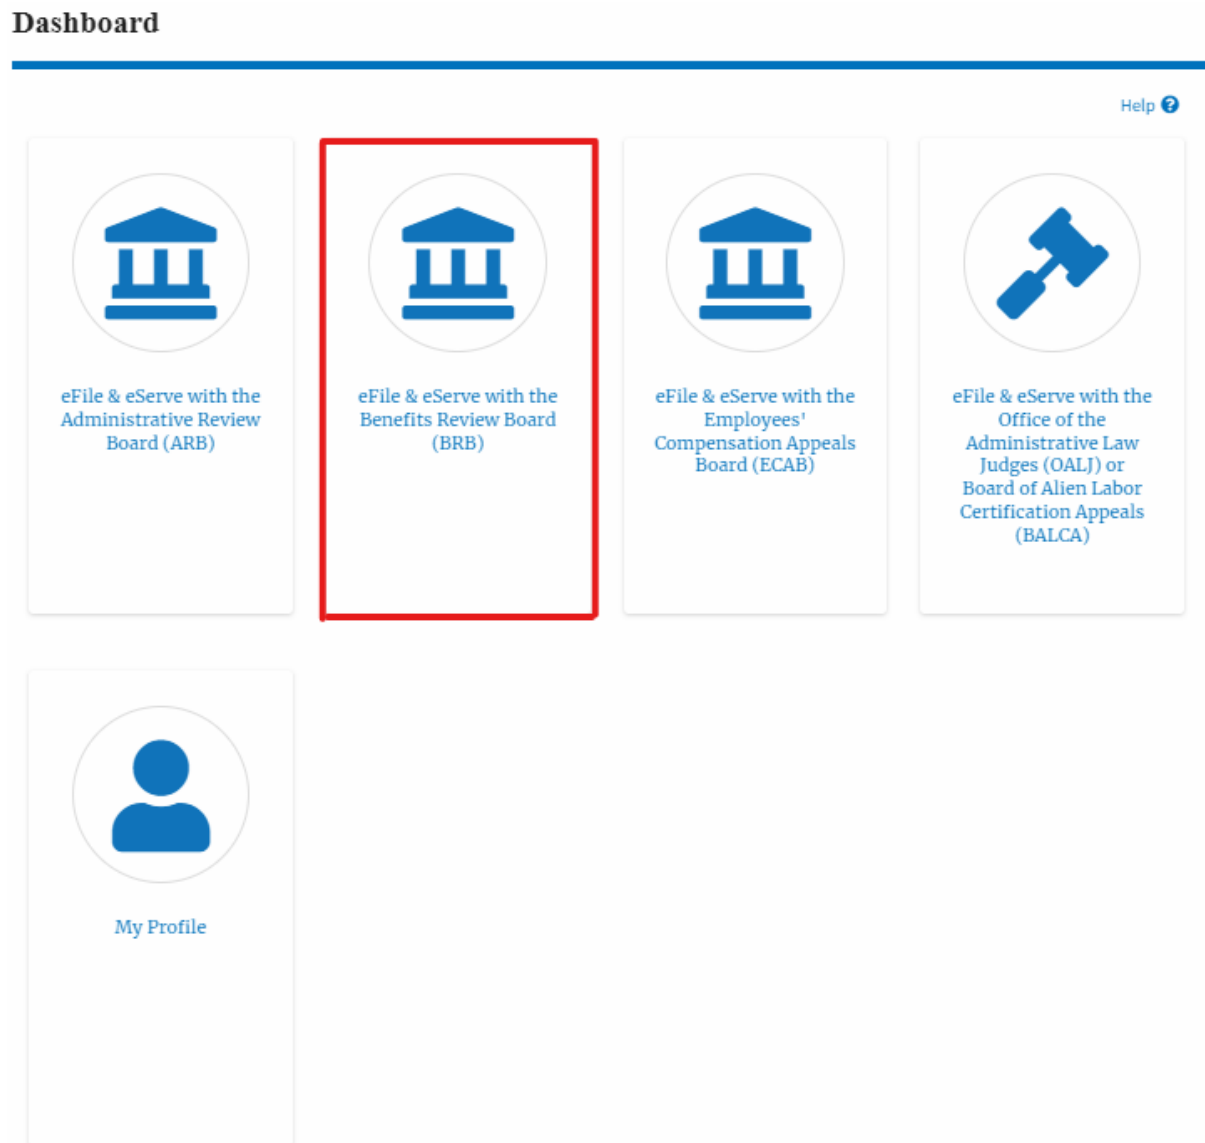 Dashboard
Help ?
eFile & eServe with the
Administrative Review
Board (ARB)
eFile & eServe with the
Benefits Review Board
(BRB)
eFile & eServe with the
Employees'
Compensation Appeals
Board (ECAB)
eFile & eServe with the
Office of the
Administrative Law
Judges (OALJ) or
Board of Alien Labor
Certification Appeals
(BALCA)
My Profile